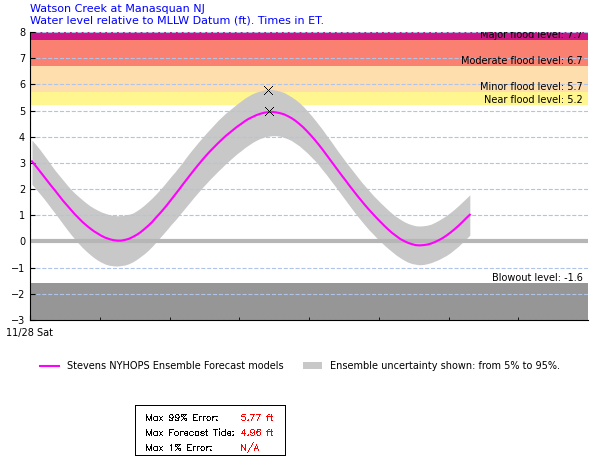 Watson Creek at Manasquan NJ
Water level relative to MLLW Datum (ft). Times in ET.
8
Major flood level: 7.7
7
Moderate flood level: 6.7
6
Minor flood level: 5.7
Near flood level: 5.2
5
4
3
2
1
0
−1
Blowout level: -1.6
−2
−3
11/28 Sat
Stevens NYHOPS Ensemble Forecast models
Ensemble uncertainty shown: from 5% to 95%.
Max 99% Error: 5.77 ft
Max Forecast Tide: 4.96 ft
Max 1% Error: N/A